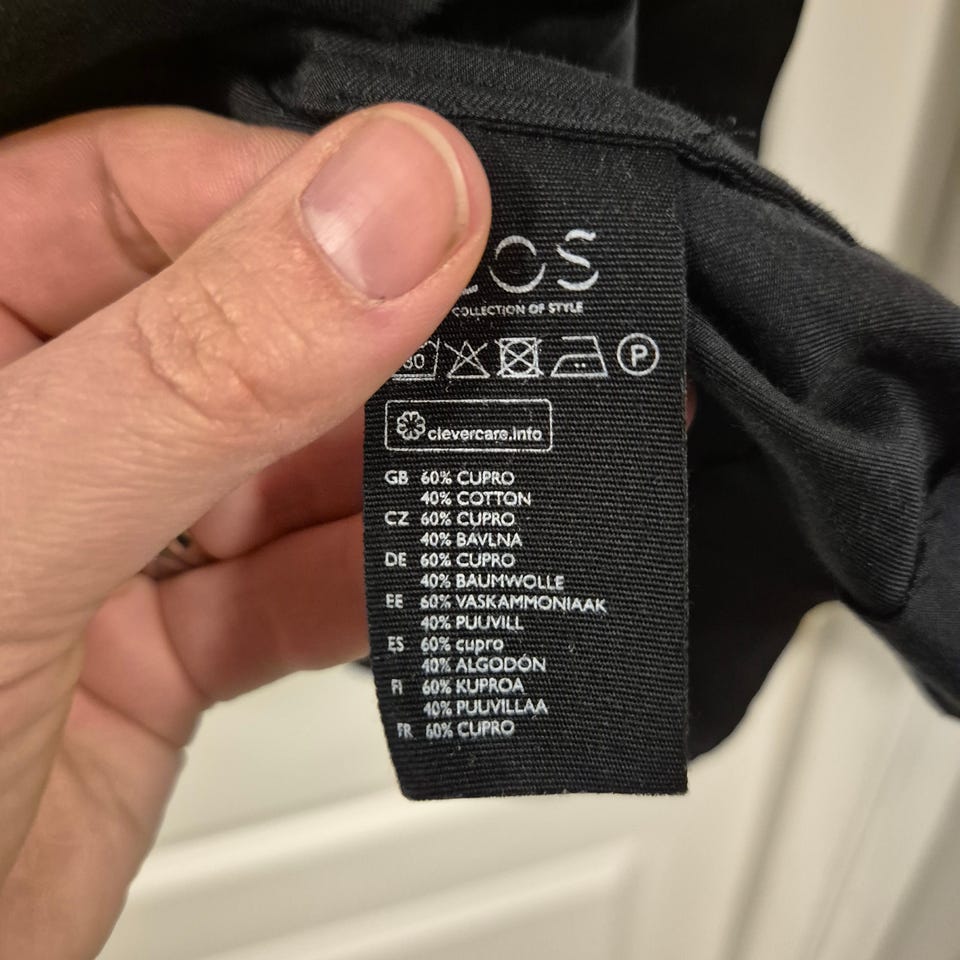 COS
COLLECTION OF STYLE
30 P
clevercare.info
GB 60% CUPRO
40% COTTON
CZ 60% CUPRO
40% BAVLNA
DE 60% CUPRO
40% BAUMWOLLE
EE 60% VASKAMMONIAAK
40% PUUVILL
ES 60% cupro
40% ALGODÓN
FI 60% KUPROA
40% PUUVILLAA
FR 60% CUPRO